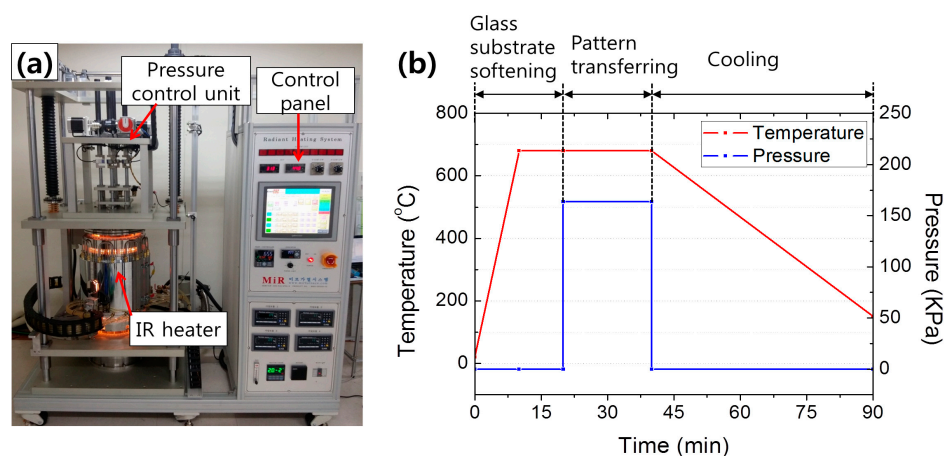 (a)
Pressure
control unit
Control
panel
Radiant Heating System
MiR
IR heater
(b)
Glass
substrate
softening
Pattern
transferring
Cooling
800
600
400
200
0
Temperature (°C)
Temperature
Pressure
250
200
150
100
50
0
Pressure (KPa)
0 15 30 45 60 75 90
Time (min)